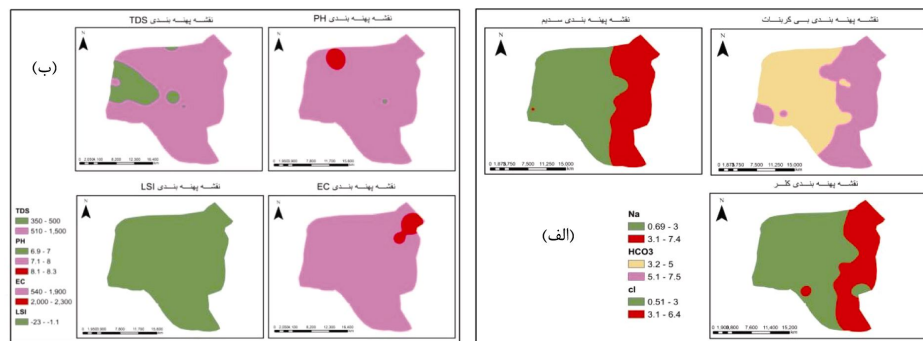 نقشه پهنه بندی TDS
نقشه پهنه بندی PH
(ب)
N
N
نقشه پهنه بندی LSI
نقشه پهنه بندی EC
N
N
TDS
350 - 500
510 - 1,500
PH
6.9 - 7
7.1 - 8
8.1 - 8.3
EC
540 - 1,900
2,000 - 2,300
LSI
-23 - -1.1
نقشه پهنه بندی سدیم
نقشه پهنه بندی بی کربنات
N
N
نقشه پهنه بندی کلر
N
(الف)
Na
0.69 - 3
3.1 - 7.4
HCO3
3.2 - 5
5.1 - 7.5
cl
0.51 - 3
3.1 - 6.4